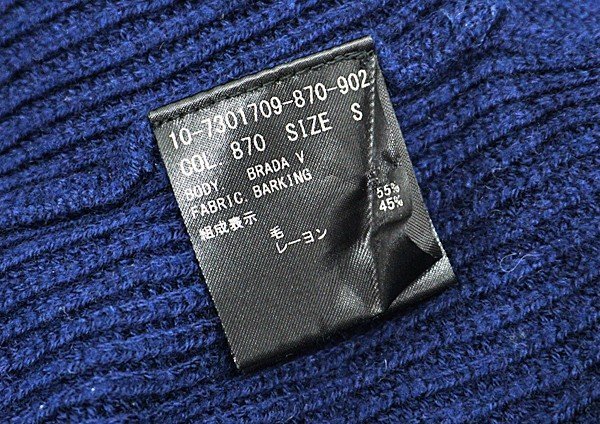 10-7301709-870-902
COL. 870 SIZE S
BODY. BRADA V
FABRIC. BARKING
組成表示
毛 55%
レーヨン 45%